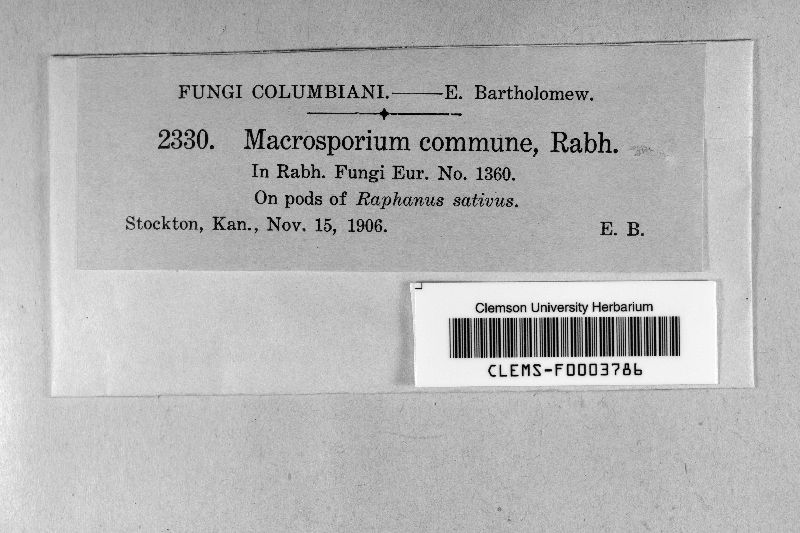 FUNGI COLUMBIANI.——E. Bartholomew.
2330. Macrosporium commune, Rabh.
In Rabh. Fungi Eur. No. 1360.
On pods of Raphanus sativus.
Stockton, Kan., Nov. 15, 1906. E. B.
Clemson University Herbarium
CLEMS-F0003786